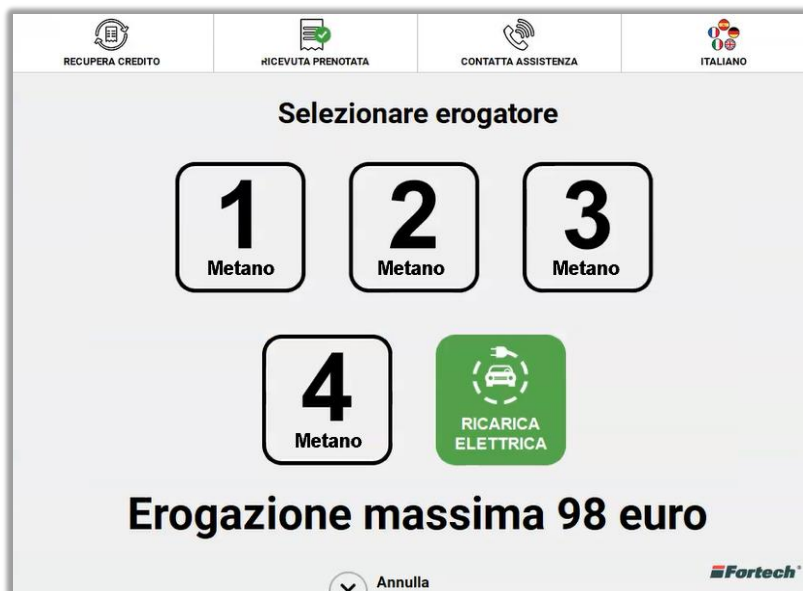 RECUPERA CREDITO
RICEVUTA PRENOTATA
CONTATTA ASSISTENZA
ITALIANO
Selezionare erogatore
1
Metano
2
Metano
3
Metano
4
Metano
RICARICA
ELETTRICA
Erogazione massima 98 euro
Annulla
Fortech